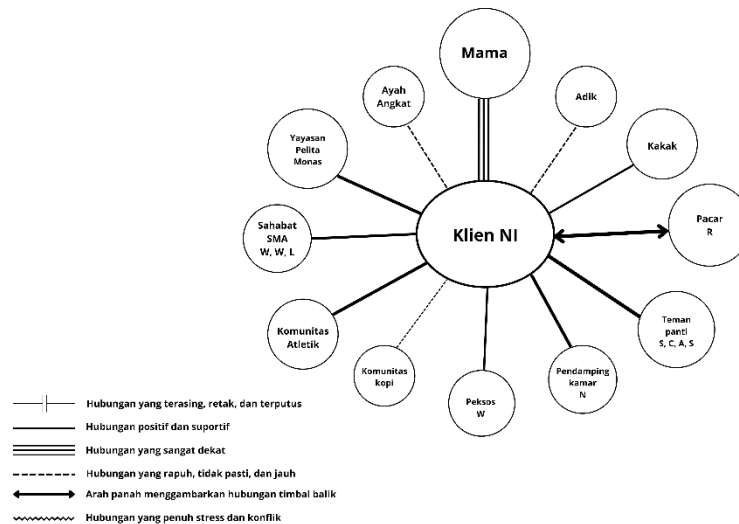 Mama
Ayah
Angkat
Adik
Yayasan
Pelita
Monas
Kakak
Sahabat
SMA
W, W, L
Klien NI
Pacar
R
Komunitas
Atletik
Teman
panti
S, C, A, S
Komunitas
kopi
Peksos
W
Pendamping
kamar
N
Hubungan yang terasing, retak, dan terputus
Hubungan positif dan suportif
Hubungan yang sangat dekat
Hubungan yang rapuh, tidak pasti, dan jauh
Arah panah menggambarkan hubungan timbal balik
Hubungan yang penuh stress dan konflik